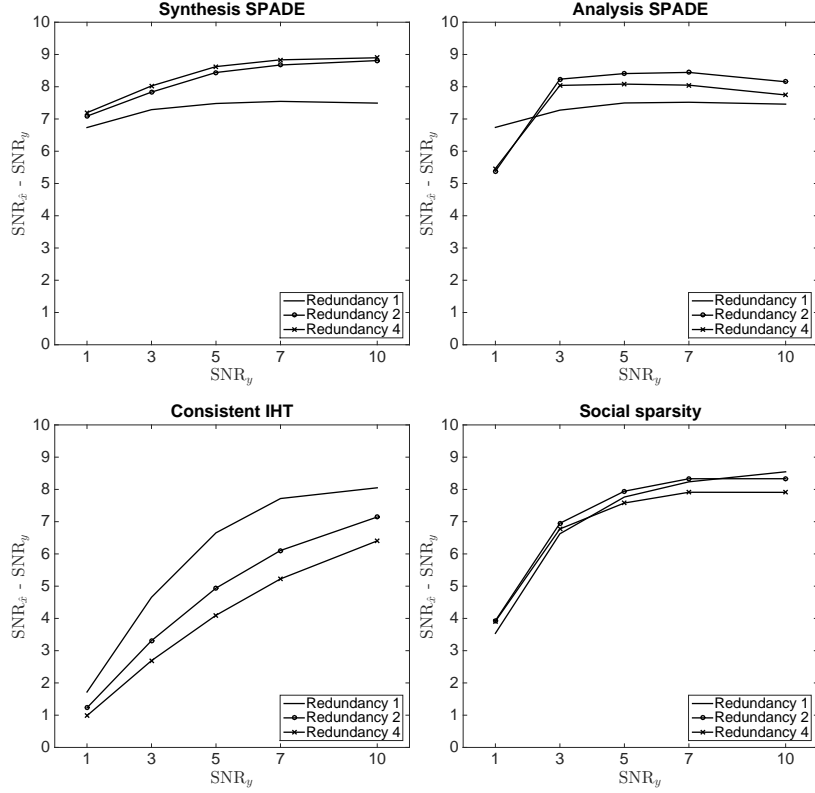 Synthesis SPADE
10
9
8
7
6
5
4
3
2
1
0
SNR_x̂ - SNR_y
1 3 5 7 10
SNR_y
Redundancy 1
Redundancy 2
Redundancy 4
Analysis SPADE
10
9
8
7
6
5
4
3
2
1
0
SNR_x̂ - SNR_y
1 3 5 7 10
SNR_y
Redundancy 1
Redundancy 2
Redundancy 4
Consistent IHT
10
9
8
7
6
5
4
3
2
1
0
SNR_x̂ - SNR_y
1 3 5 7 10
SNR_y
Redundancy 1
Redundancy 2
Redundancy 4
Social sparsity
10
9
8
7
6
5
4
3
2
1
0
SNR_x̂ - SNR_y
1 3 5 7 10
SNR_y
Redundancy 1
Redundancy 2
Redundancy 4